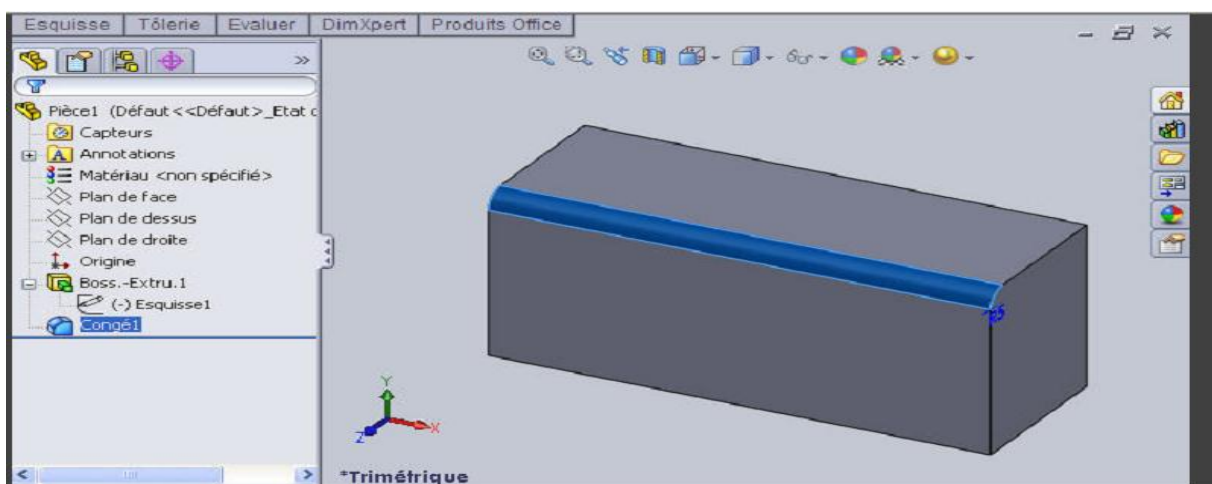 Esquisse Tôlerie Evaluer DimXpert Produits Office
Pièce1 (Défaut<<Défaut>_Etat c
Capteurs
Annotations
Matériau <non spécifié>
Plan de face
Plan de dessus
Plan de droite
Origine
Boss.-Extru.1
(-) Esquisse1
Congé1
Y
X
Z
*Trimétrique